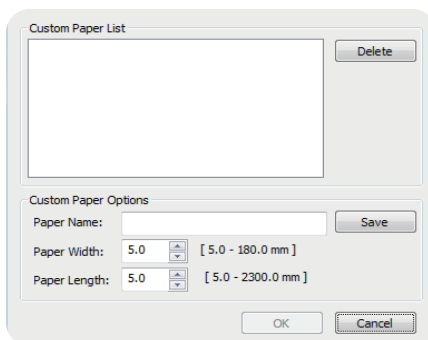 Custom Paper List
Delete
Custom Paper Options
Paper Name:
Save
Paper Width: 5.0 [ 5.0 - 180.0 mm ]
Paper Length: 5.0 [ 5.0 - 2300.0 mm ]
OK Cancel